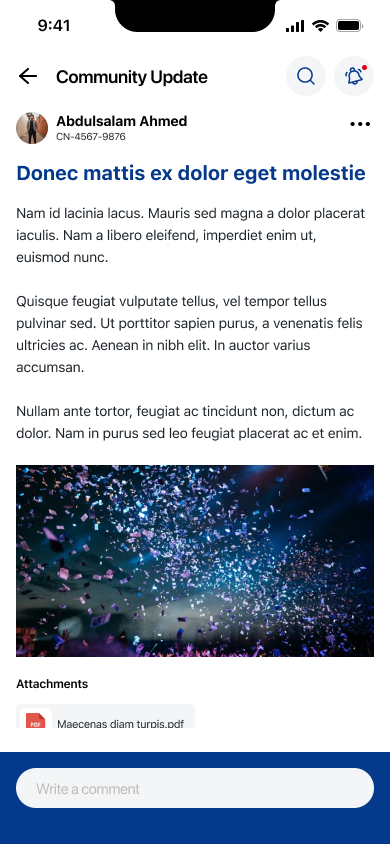 9:41
Community Update
Abdulsalam Ahmed
CN-4567-9876
Donec mattis ex dolor eget molestie
Nam id lacinia lacus. Mauris sed magna a dolor placerat
iaculis. Nam a libero eleifend, imperdiet enim ut,
euismod nunc.
Quisque feugiat vulputate tellus, vel tempor tellus
pulvinar sed. Ut porttitor sapien purus, a venenatis felis
ultricies ac. Aenean in nibh elit. In auctor varius
accumsan.
Nullam ante tortor, feugiat ac tincidunt non, dictum ac
dolor. Nam in purus sed leo feugiat placerat ac et enim.
Attachments
PDF
Maecenas diam turpis.pdf
Write a comment